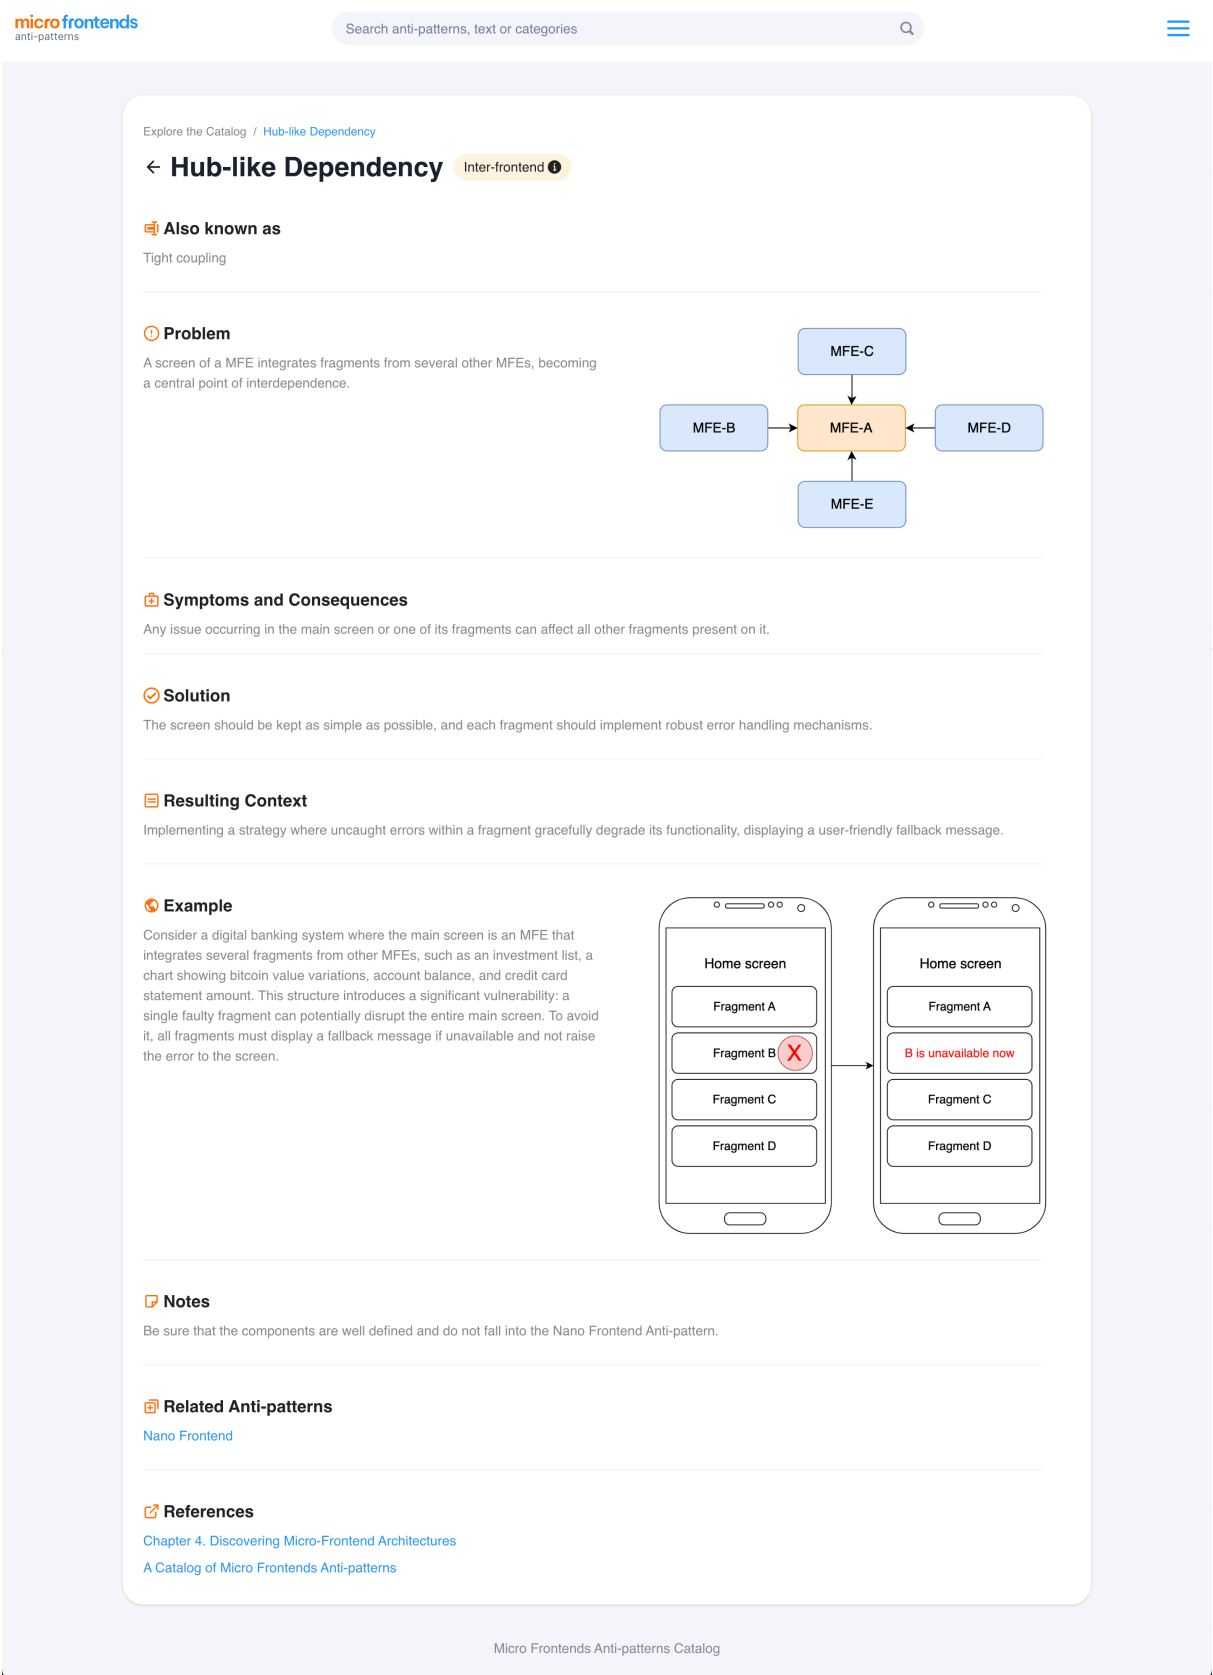 micro frontends
anti-patterns
Search anti-patterns, text or categories
Explore the Catalog / Hub-like Dependency
Hub-like Dependency
Inter-frontend
Also known as
Tight coupling
Problem
A screen of a MFE integrates fragments from several other MFEs, becoming
a central point of interdependence.
MFE-C
MFE-B
MFE-A
MFE-D
MFE-E
Symptoms and Consequences
Any issue occurring in the main screen or one of its fragments can affect all other fragments present on it.
Solution
The screen should be kept as simple as possible, and each fragment should implement robust error handling mechanisms.
Resulting Context
Implementing a strategy where uncaught errors within a fragment gracefully degrade its functionality, displaying a user-friendly fallback message.
Example
Consider a digital banking system where the main screen is an MFE that
integrates several fragments from other MFEs, such as an investment list, a
chart showing bitcoin value variations, account balance, and credit card
statement amount. This structure introduces a significant vulnerability: a
single faulty fragment can potentially disrupt the entire main screen. To avoid
it, all fragments must display a fallback message if unavailable and not raise
the error to the screen.
Home screen
Fragment A
Fragment B X
Fragment C
Fragment D
Home screen
Fragment A
B is unavailable now
Fragment C
Fragment D
Notes
Be sure that the components are well defined and do not fall into the Nano Frontend Anti-pattern.
Related Anti-patterns
Nano Frontend
References
Chapter 4. Discovering Micro-Frontend Architectures
A Catalog of Micro Frontends Anti-patterns
Micro Frontends Anti-patterns Catalog